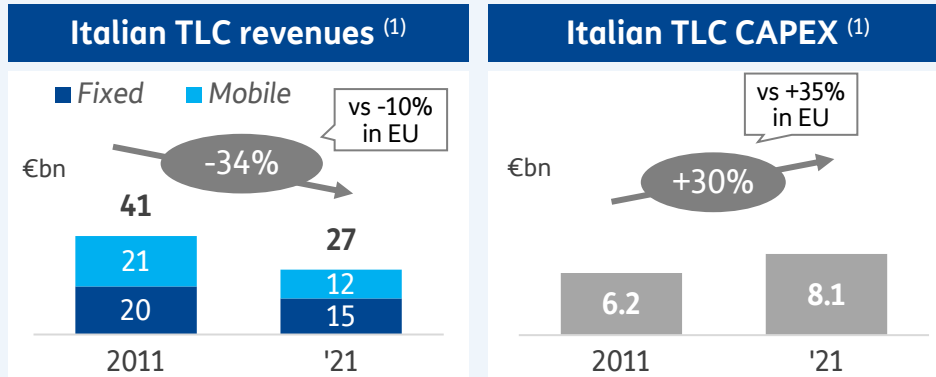 Italian TLC revenues (1)
Fixed Mobile
vs -10%
in EU
€bn
-34%
41
27
21
12
20
15
2011 '21
Italian TLC CAPEX (1)
vs +35%
in EU
€bn
+30%
6.2
8.1
2011 '21